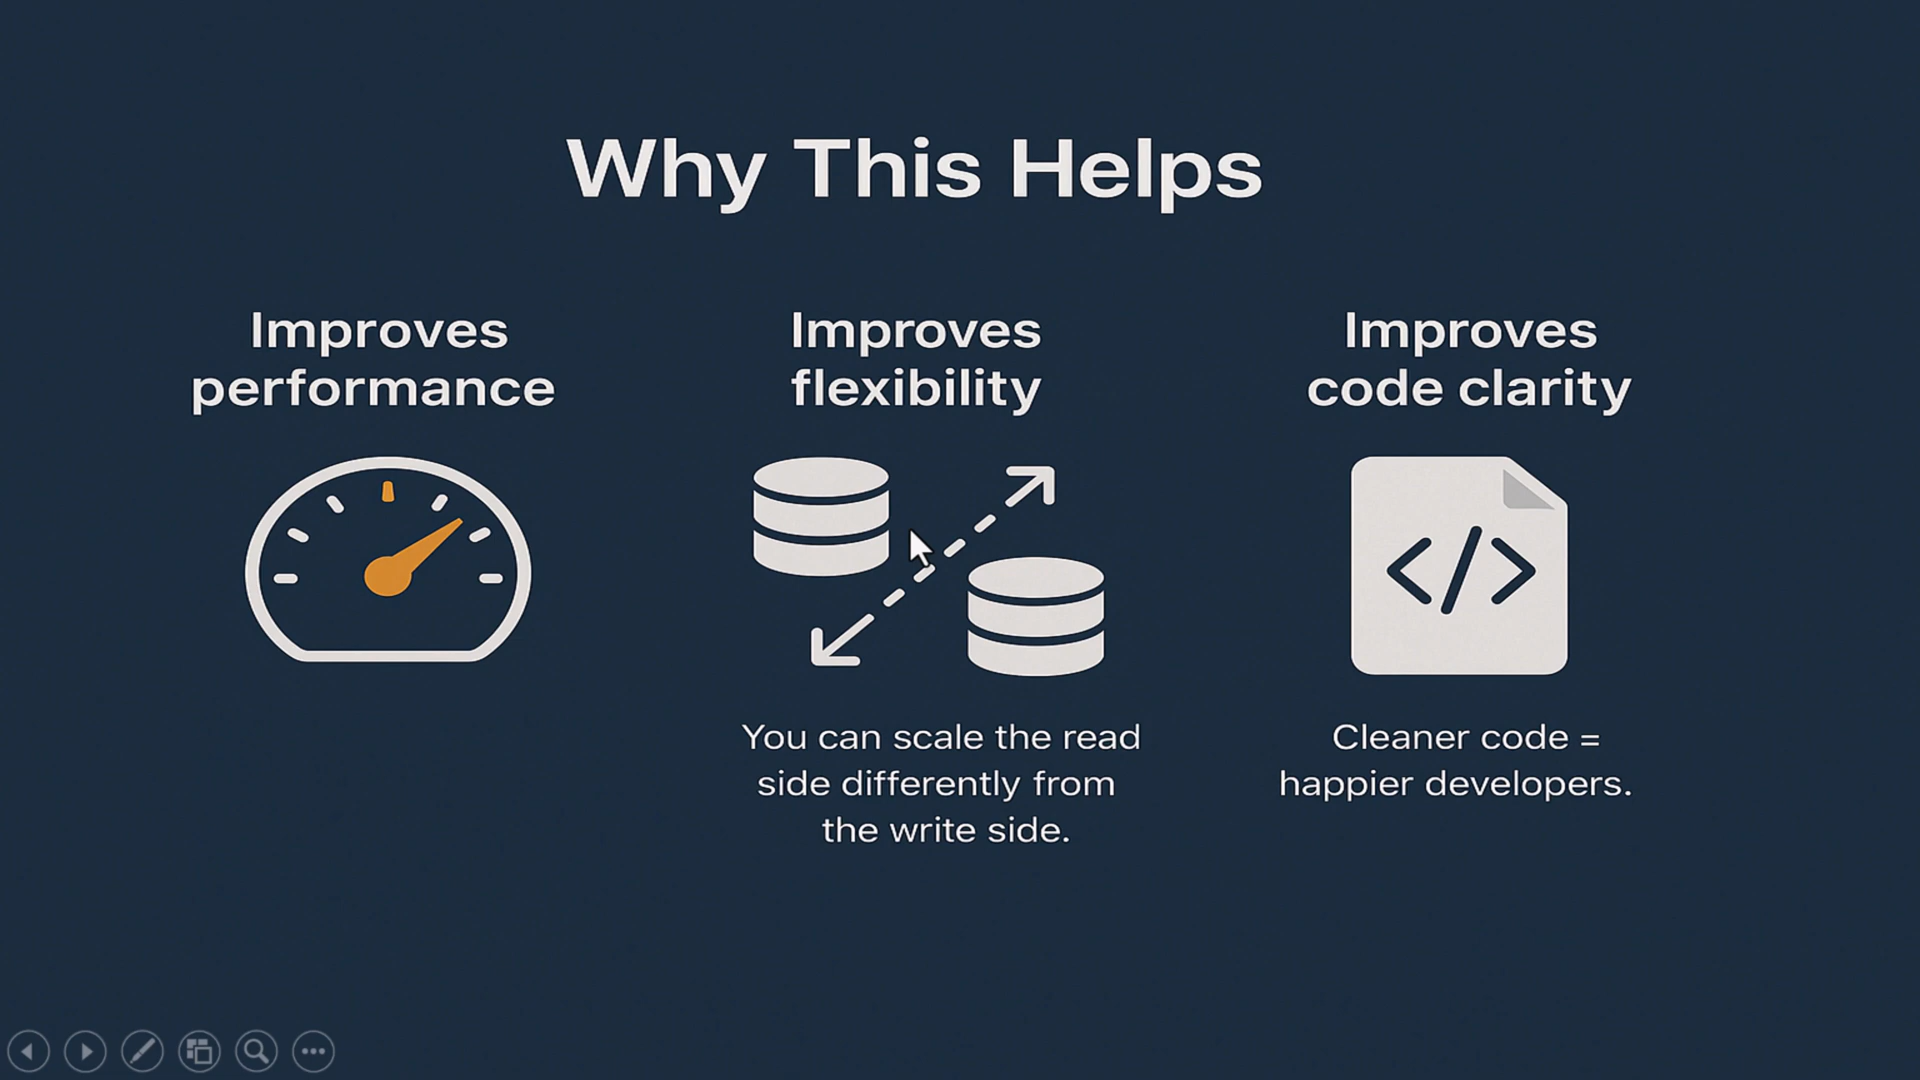 Why This Helps
Improves
performance
Improves
flexibility
You can scale the read
side differently from
the write side.
Improves
code clarity
</>
Cleaner code =
happier developers.